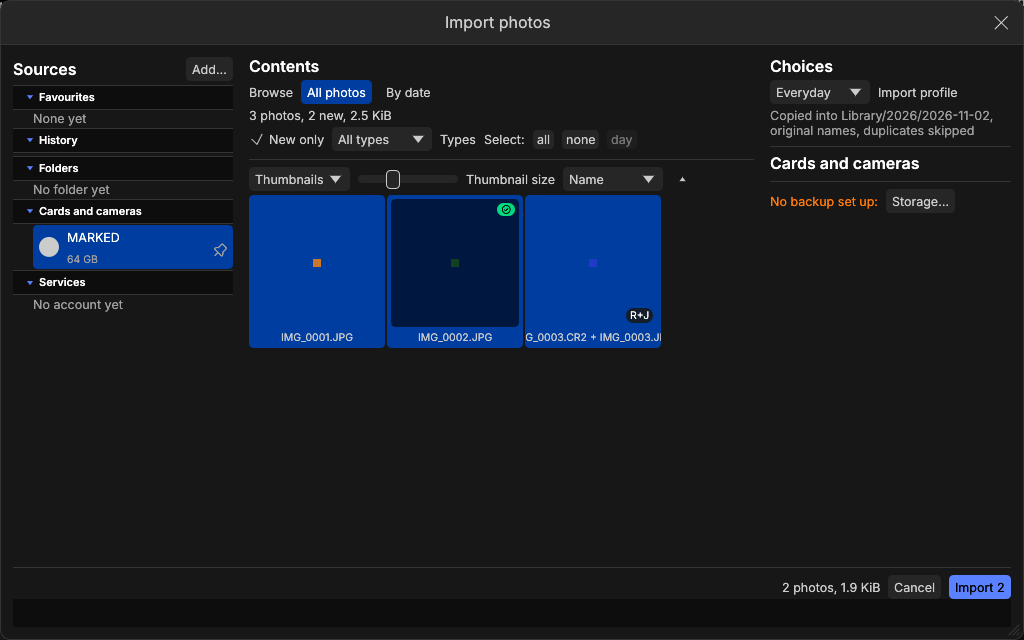 Import photos
Sources
Add...
Favourites
None yet
History
Folders
No folder yet
Cards and cameras
MARKED
64 GB
Services
No account yet
Contents
Browse All photos By date
3 photos, 2 new, 2.5 KiB
New only All types Types Select: all none day
Thumbnails Thumbnail size Name
R+J
IMG_0001.JPG IMG_0002.JPG G_0003.CR2 + IMG_0003.JI
Choices
Everyday Import profile
Copied into Library/2026/2026-11-02,
original names, duplicates skipped
Cards and cameras
No backup set up: Storage...
2 photos, 1.9 KiB Cancel Import 2